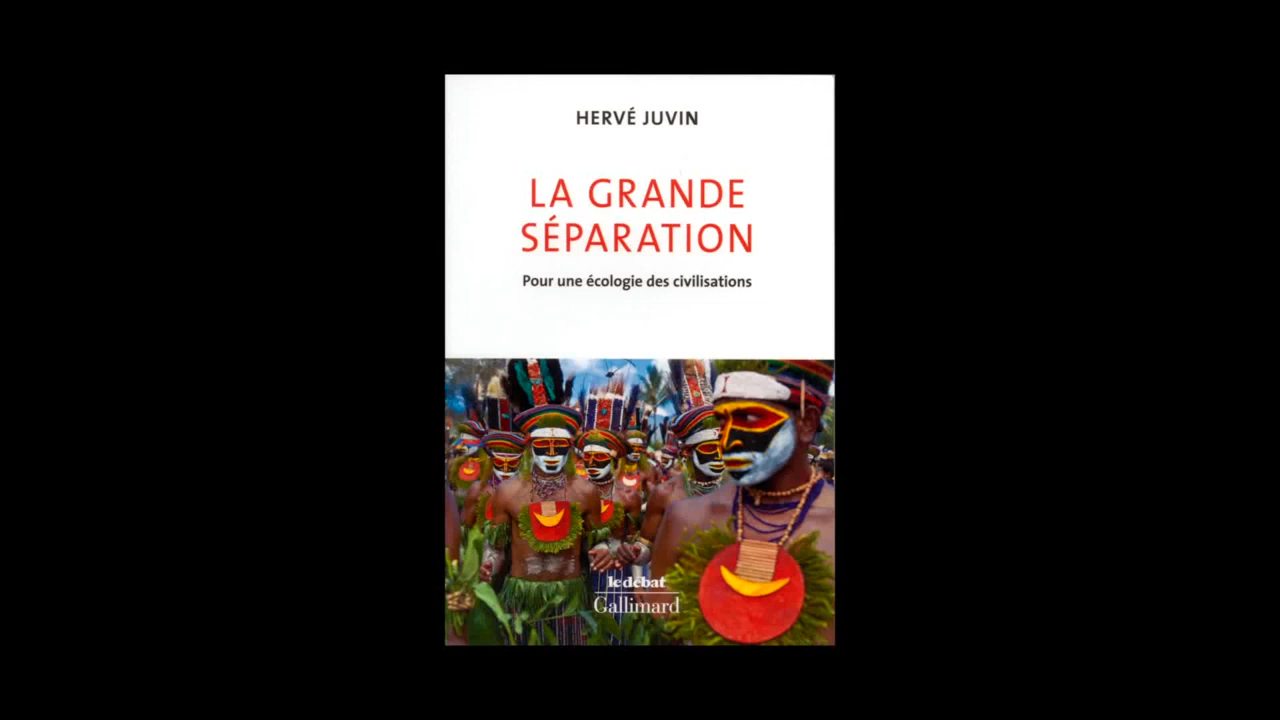 HERVÉ JUVIN
LA GRANDE
SÉPARATION
Pour une écologie des civilisations
le débat
Gallimard